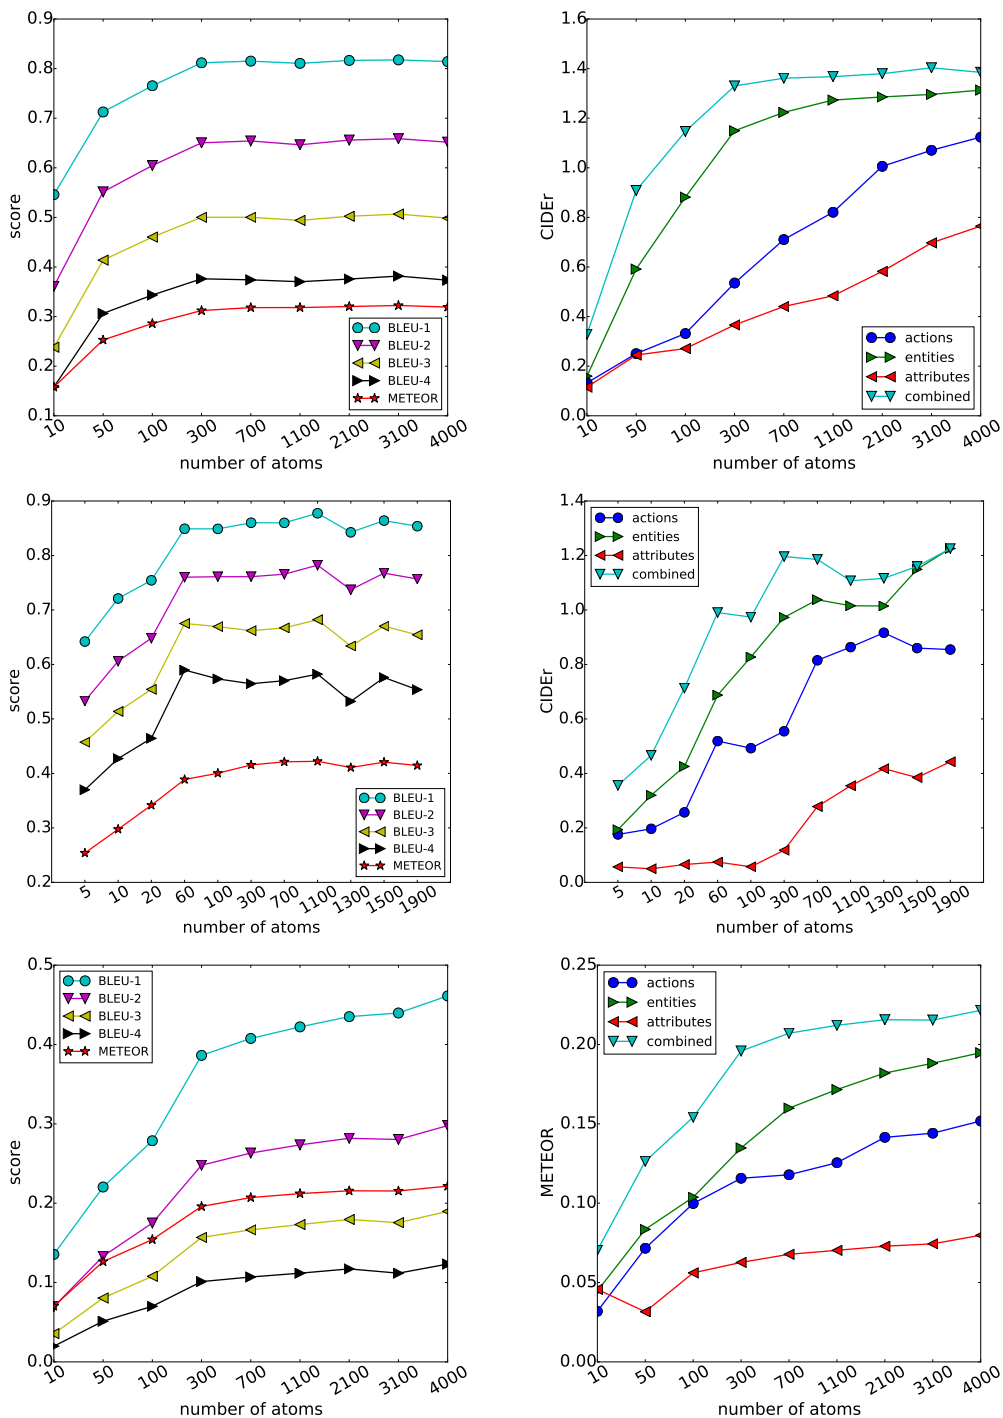 0.9
0.8
0.7
0.6
0.5
0.4
0.3
0.2
0.1
score
10 50 100 300 700 1100 2100 3100 4000
number of atoms
BLEU-1
BLEU-2
BLEU-3
BLEU-4
METEOR
1.6
1.4
1.2
1.0
0.8
0.6
0.4
0.2
0.0
CIDEr
10 50 100 300 700 1100 2100 3100 4000
number of atoms
actions
entities
attributes
combined
0.9
0.8
0.7
0.6
0.5
0.4
0.3
0.2
score
5 10 20 60 100 300 700 1100 1300 1500 1900
number of atoms
BLEU-1
BLEU-2
BLEU-3
BLEU-4
METEOR
1.4
1.2
1.0
0.8
0.6
0.4
0.2
0.0
CIDEr
5 10 20 60 100 300 700 1100 1300 1500 1900
number of atoms
actions
entities
attributes
combined
0.5
0.4
0.3
0.2
0.1
0.0
score
10 50 100 300 700 1100 2100 3100 4000
number of atoms
BLEU-1
BLEU-2
BLEU-3
BLEU-4
METEOR
0.25
0.20
0.15
0.10
0.05
0.00
METEOR
10 50 100 300 700 1100 2100 3100 4000
number of atoms
actions
entities
attributes
combined